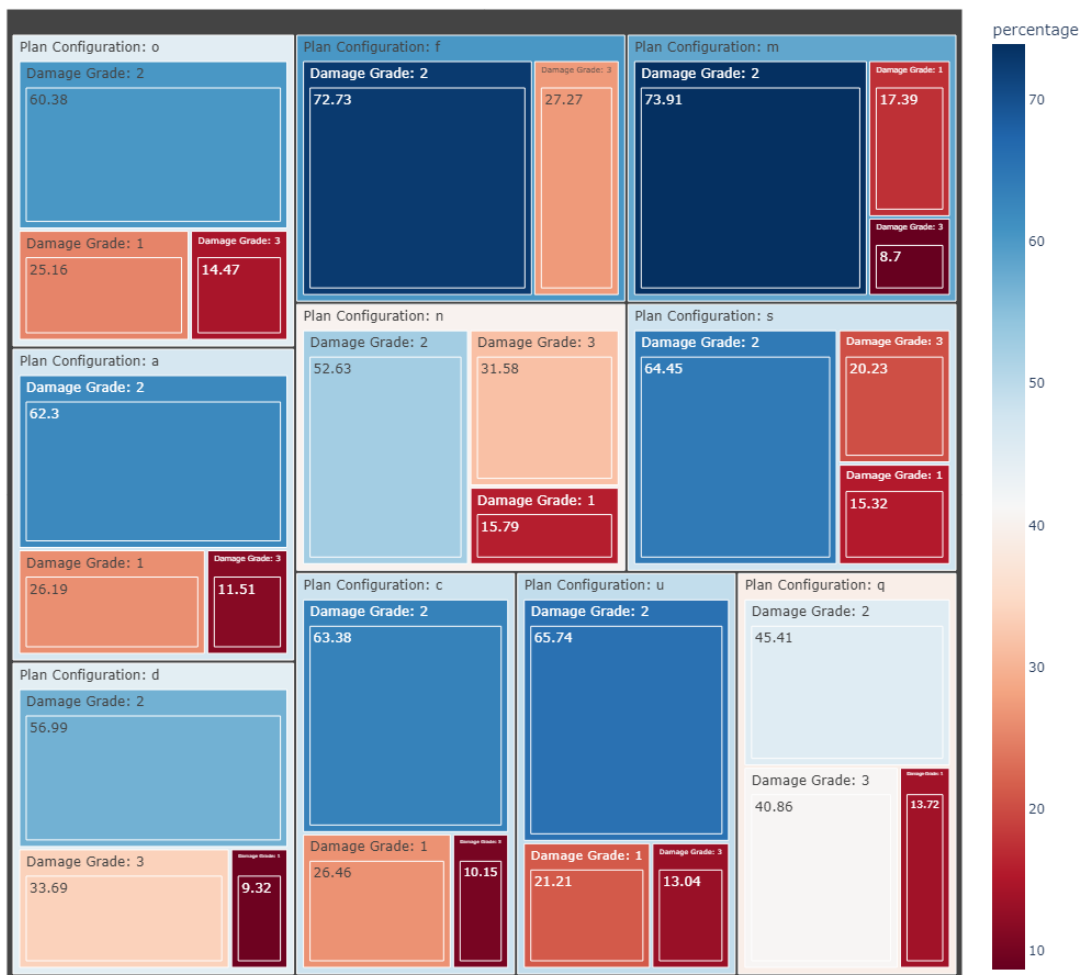 percentage
70
60
50
40
30
20
10
Plan Configuration: o
Damage Grade: 2
60.38
Damage Grade: 1
25.16
Damage Grade: 3
14.47
Plan Configuration: a
Damage Grade: 2
62.3
Damage Grade: 1
26.19
Damage Grade: 3
11.51
Plan Configuration: d
Damage Grade: 2
56.99
Damage Grade: 3
33.69
Damage Grade: 1
9.32
Plan Configuration: f
Damage Grade: 2
72.73
Damage Grade: 3
27.27
Plan Configuration: m
Damage Grade: 2
73.91
Damage Grade: 1
17.39
Damage Grade: 3
8.7
Plan Configuration: n
Damage Grade: 2
52.63
Damage Grade: 3
31.58
Damage Grade: 1
15.79
Plan Configuration: s
Damage Grade: 2
64.45
Damage Grade: 3
20.23
Damage Grade: 1
15.32
Plan Configuration: c
Damage Grade: 2
63.38
Damage Grade: 1
26.46
Damage Grade: 3
10.15
Plan Configuration: u
Damage Grade: 2
65.74
Damage Grade: 1
21.21
Damage Grade: 3
13.04
Plan Configuration: q
Damage Grade: 2
45.41
Damage Grade: 3
40.86
Damage Grade: 1
13.72